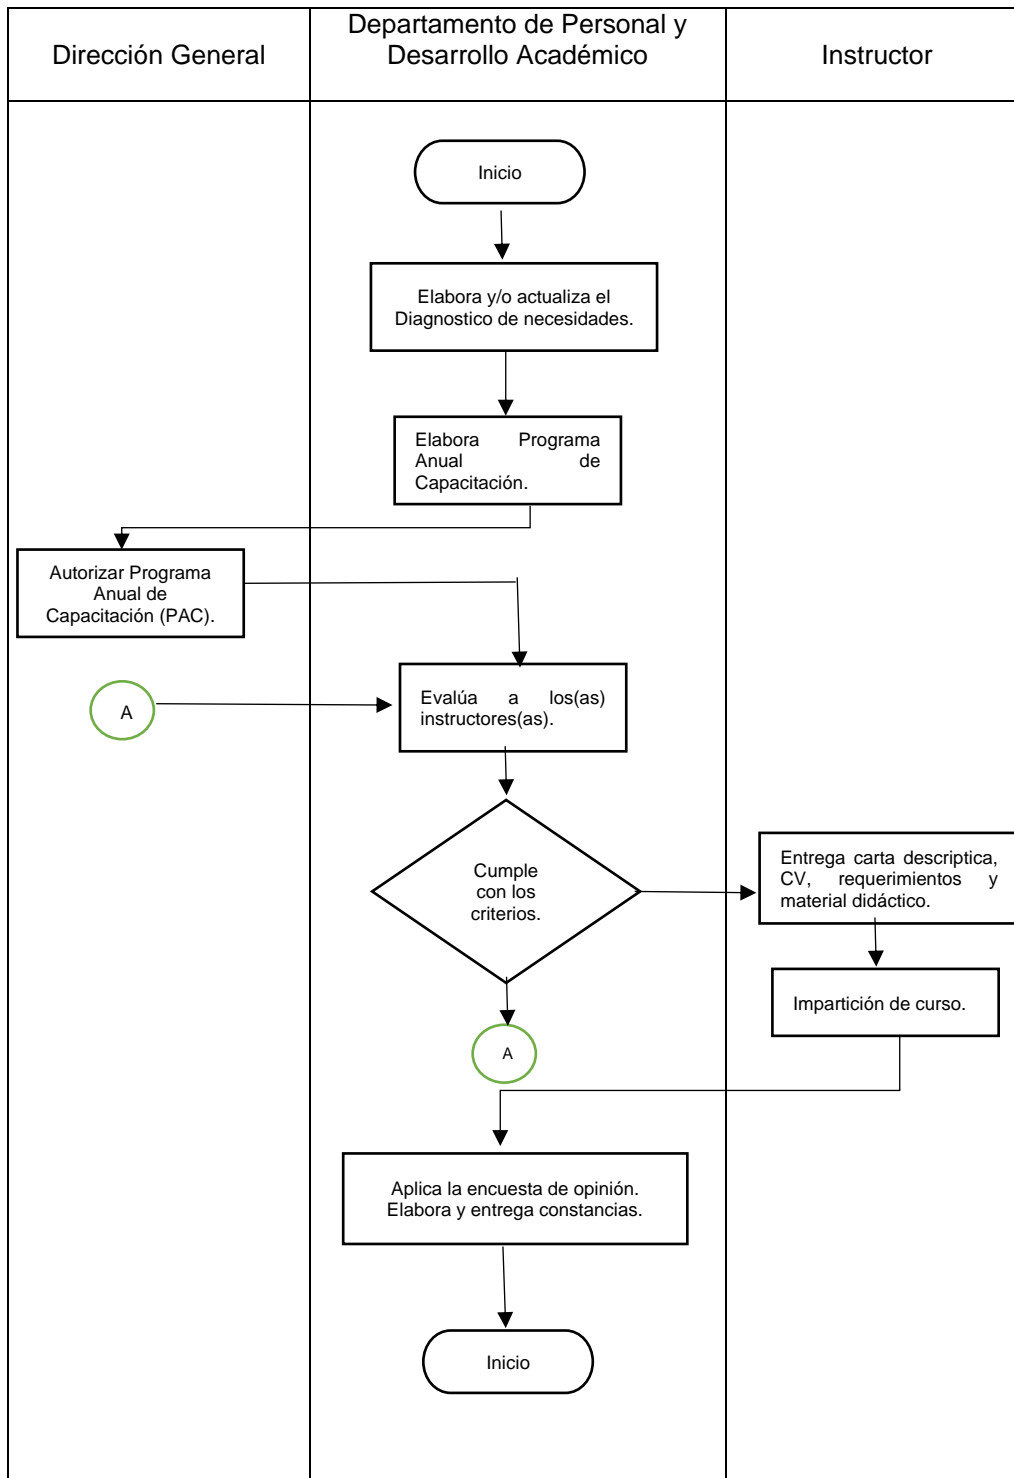 Dirección General
Departamento de Personal y
Desarrollo Académico
Instructor
Inicio
Elabora y/o actualiza el
Diagnostico de necesidades.
Elabora Programa
Anual de
Capacitación.
Autorizar Programa
Anual de
Capacitación (PAC).
A
Evalúa a los(as)
instructores(as).
Cumple
con los
criterios.
Entrega carta descriptica,
CV, requerimientos y
material didáctico.
Impartición de curso.
A
Aplica la encuesta de opinión.
Elabora y entrega constancias.
Inicio